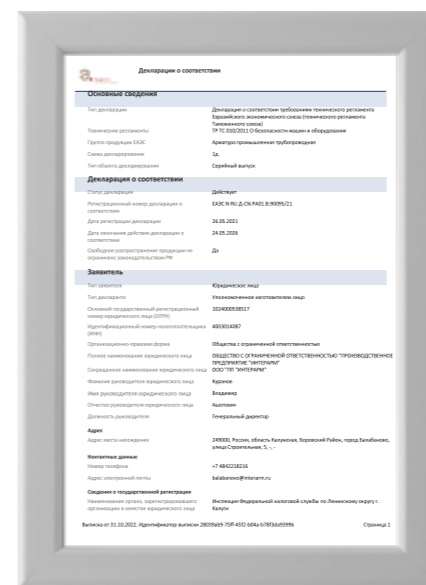 Декларации о соответствии
Основные сведения
Тип декларации Декларация о соответствии требованиям технического регламента
Евразийского экономического союза (технического регламента
Таможенного союза)
Технические регламенты ТР ТС 010/2011 О безопасности машин и оборудования
Группа продукции ЕАЭС Арматура промышленная трубопроводная
Схема декларирования 1д
Тип объекта декларирования Серийный выпуск
Декларация о соответствии
Статус декларации Действует
Регистрационный номер декларации о ЕАЭС N RU Д-CN.РА01.В.90095/21
соответствии
Дата регистрации декларации 26.05.2021
Дата окончания действия декларации о 24.05.2026
соответствии
Свободное распространение продукции не Да
ограничено законодательством РФ
Заявитель
Тип заявителя Юридическое лицо
Тип декларанта Уполномоченное изготовителем лицо
Основной государственный регистрационный 1024000538517
номер юридического лица (ОГРН)
Идентификационный номер налогоплательщика 4003014087
(ИНН)
Организационно-правовая форма Общества с ограниченной ответственностью
Полное наименование юридического лица ОБЩЕСТВО С ОГРАНИЧЕННОЙ ОТВЕТСТВЕННОСТЬЮ "ПРОИЗВОДСТВЕННОЕ
ПРЕДПРИЯТИЕ "ИНТЕРАРМ"
Сокращенное наименование юридического лица ООО "ПП "ИНТЕРАРМ"
Фамилия руководителя юридического лица Курзнов
Имя руководителя юридического лица Владимир
Отчество руководителя юридического лица
Должность руководителя Генеральный директор
Адрес
Адрес места нахождения 249000, Россия, область Калужская, Боровский Район, город Балабаново,
улица Строительная, 5, -, -
Контактные данные
Номер телефона +7 4842218216
Адрес электронной почты balabanovo@interarm.ru
Сведения о государственной регистрации
Наименование органа, зарегистрировавшего Инспекция Федеральной налоговой службы по Ленинскому округу г.
организацию в качестве юридического лица Калуги
Выписка от 31.10.2022. Идентификатор выписки Страница 1